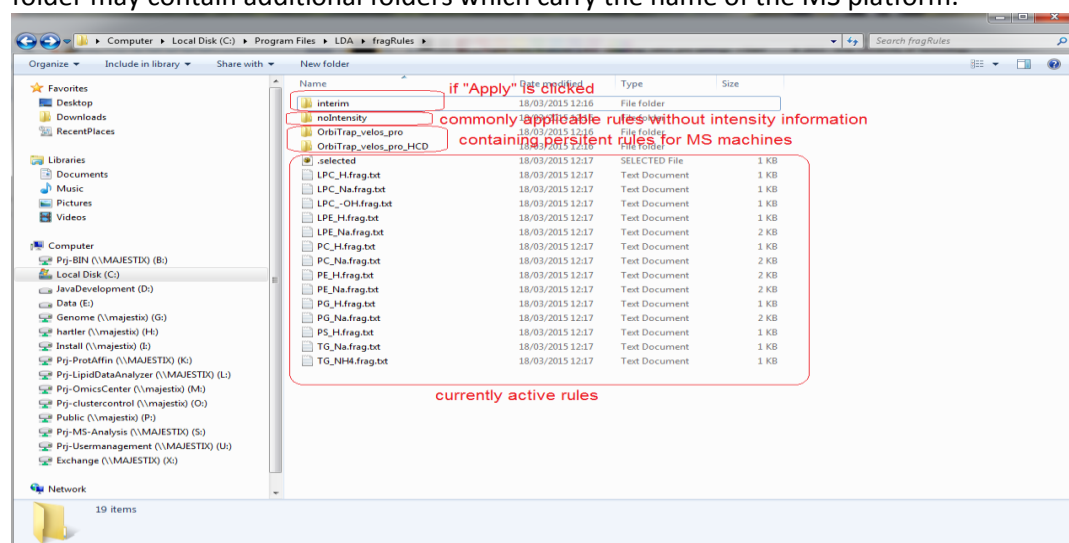 folder may contain additional folders which carry the name of the MS platform.
Computer ▸ Local Disk (C:) ▸ Program Files ▸ LDA ▸ fragRules ▸
Search fragRules
Organize Include in library Share with New folder
Name Date modified Type Size
if "Apply" is clicked
interim 18/03/2015 12:16 File folder
noIntensity 18/03/2015 12:16 File folder
commonly applicable rules without intensity information
OrbiTrap_velos_pro 18/03/2015 12:16 File folder
containing persitent rules for MS machines
OrbiTrap_velos_pro_HCD 18/03/2015 12:16 File folder
.selected 18/03/2015 12:17 SELECTED File 1 KB
LPC_H.frag.txt 18/03/2015 12:17 Text Document 1 KB
LPC_Na.frag.txt 18/03/2015 12:17 Text Document 1 KB
LPC_-OH.frag.txt 18/03/2015 12:17 Text Document 1 KB
LPE_H.frag.txt 18/03/2015 12:17 Text Document 1 KB
LPE_Na.frag.txt 18/03/2015 12:17 Text Document 2 KB
PC_H.frag.txt 18/03/2015 12:17 Text Document 1 KB
PC_Na.frag.txt 18/03/2015 12:17 Text Document 2 KB
PE_H.frag.txt 18/03/2015 12:17 Text Document 2 KB
PE_Na.frag.txt 18/03/2015 12:17 Text Document 2 KB
PG_H.frag.txt 18/03/2015 12:17 Text Document 1 KB
PG_Na.frag.txt 18/03/2015 12:17 Text Document 2 KB
PS_H.frag.txt 18/03/2015 12:17 Text Document 1 KB
TG_Na.frag.txt 18/03/2015 12:17 Text Document 1 KB
TG_NH4.frag.txt 18/03/2015 12:17 Text Document 1 KB
currently active rules
Favorites
Desktop
Downloads
RecentPlaces
Libraries
Documents
Music
Pictures
Videos
Computer
Prj-BIN (\\MAJESTIX) (B:)
Local Disk (C:)
JavaDevelopment (D:)
Data (E:)
Genome (\\majestix) (G:)
hartler (\\majestix) (H:)
Install (\\majestix) (I:)
Prj-ProtAffin (\\MAJESTIX) (K:)
Prj-LipidDataAnalyzer (\\MAJESTIX) (L:)
Prj-OmicsCenter (\\majestix) (M:)
Prj-clustercontrol (\\majestix) (O:)
Public (\\majestix) (P:)
Prj-MS-Analysis (\\MAJESTIX) (S:)
Prj-Usermanagement (\\MAJESTIX) (U:)
Exchange (\\MAJESTIX) (X:)
Network
19 items